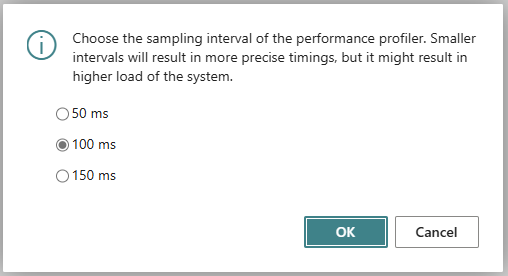 Choose the sampling interval of the performance profiler. Smaller
intervals will result in more precise timings, but it might result in
higher load of the system.
50 ms
100 ms
150 ms
OK
Cancel